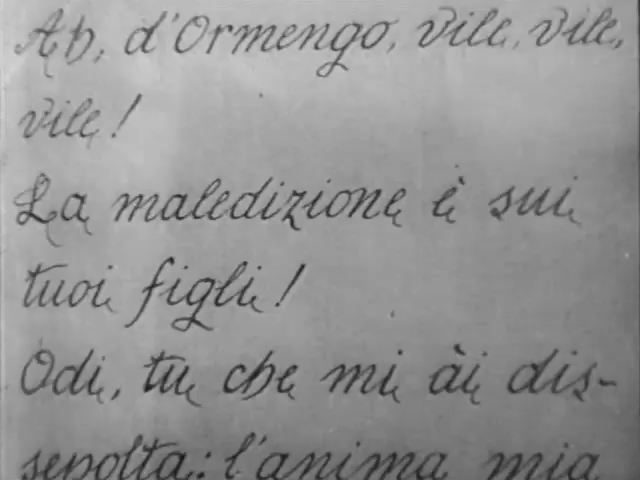 Ah, d'Ormengo, vile, vile,
vile!
La maledizione è sui
tuoi figli!
Odi, tu che mi ài dis-
sepolta: l'anima mia